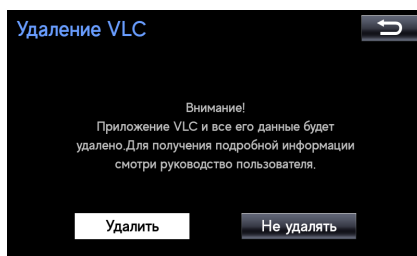 Удаление VLC
Внимание!
Приложение VLC и все его данные будет
удалено.Для получения подробной информации
смотри руководство пользователя.
Удалить
Не удалять